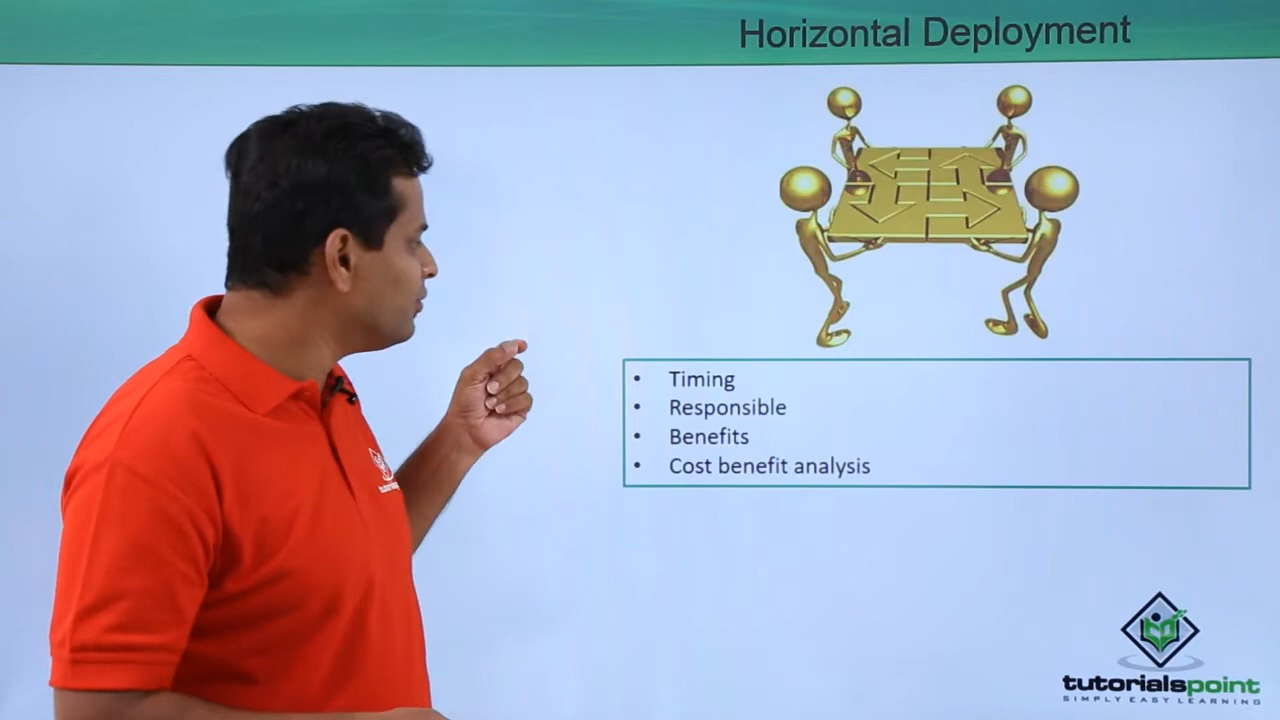 Horizontal Deployment
• Timing
• Responsible
• Benefits
• Cost benefit analysis
tutorialspoint
SIMPLY EASY LEARNING